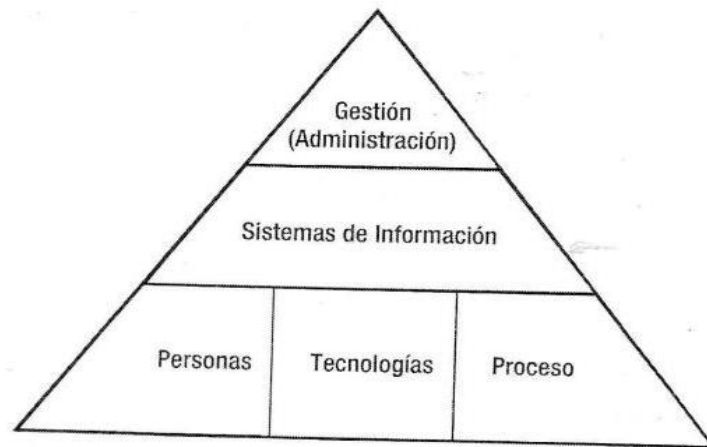 Gestión
(Administración)
Sistemas de Información
Personas
Tecnologías
Proceso